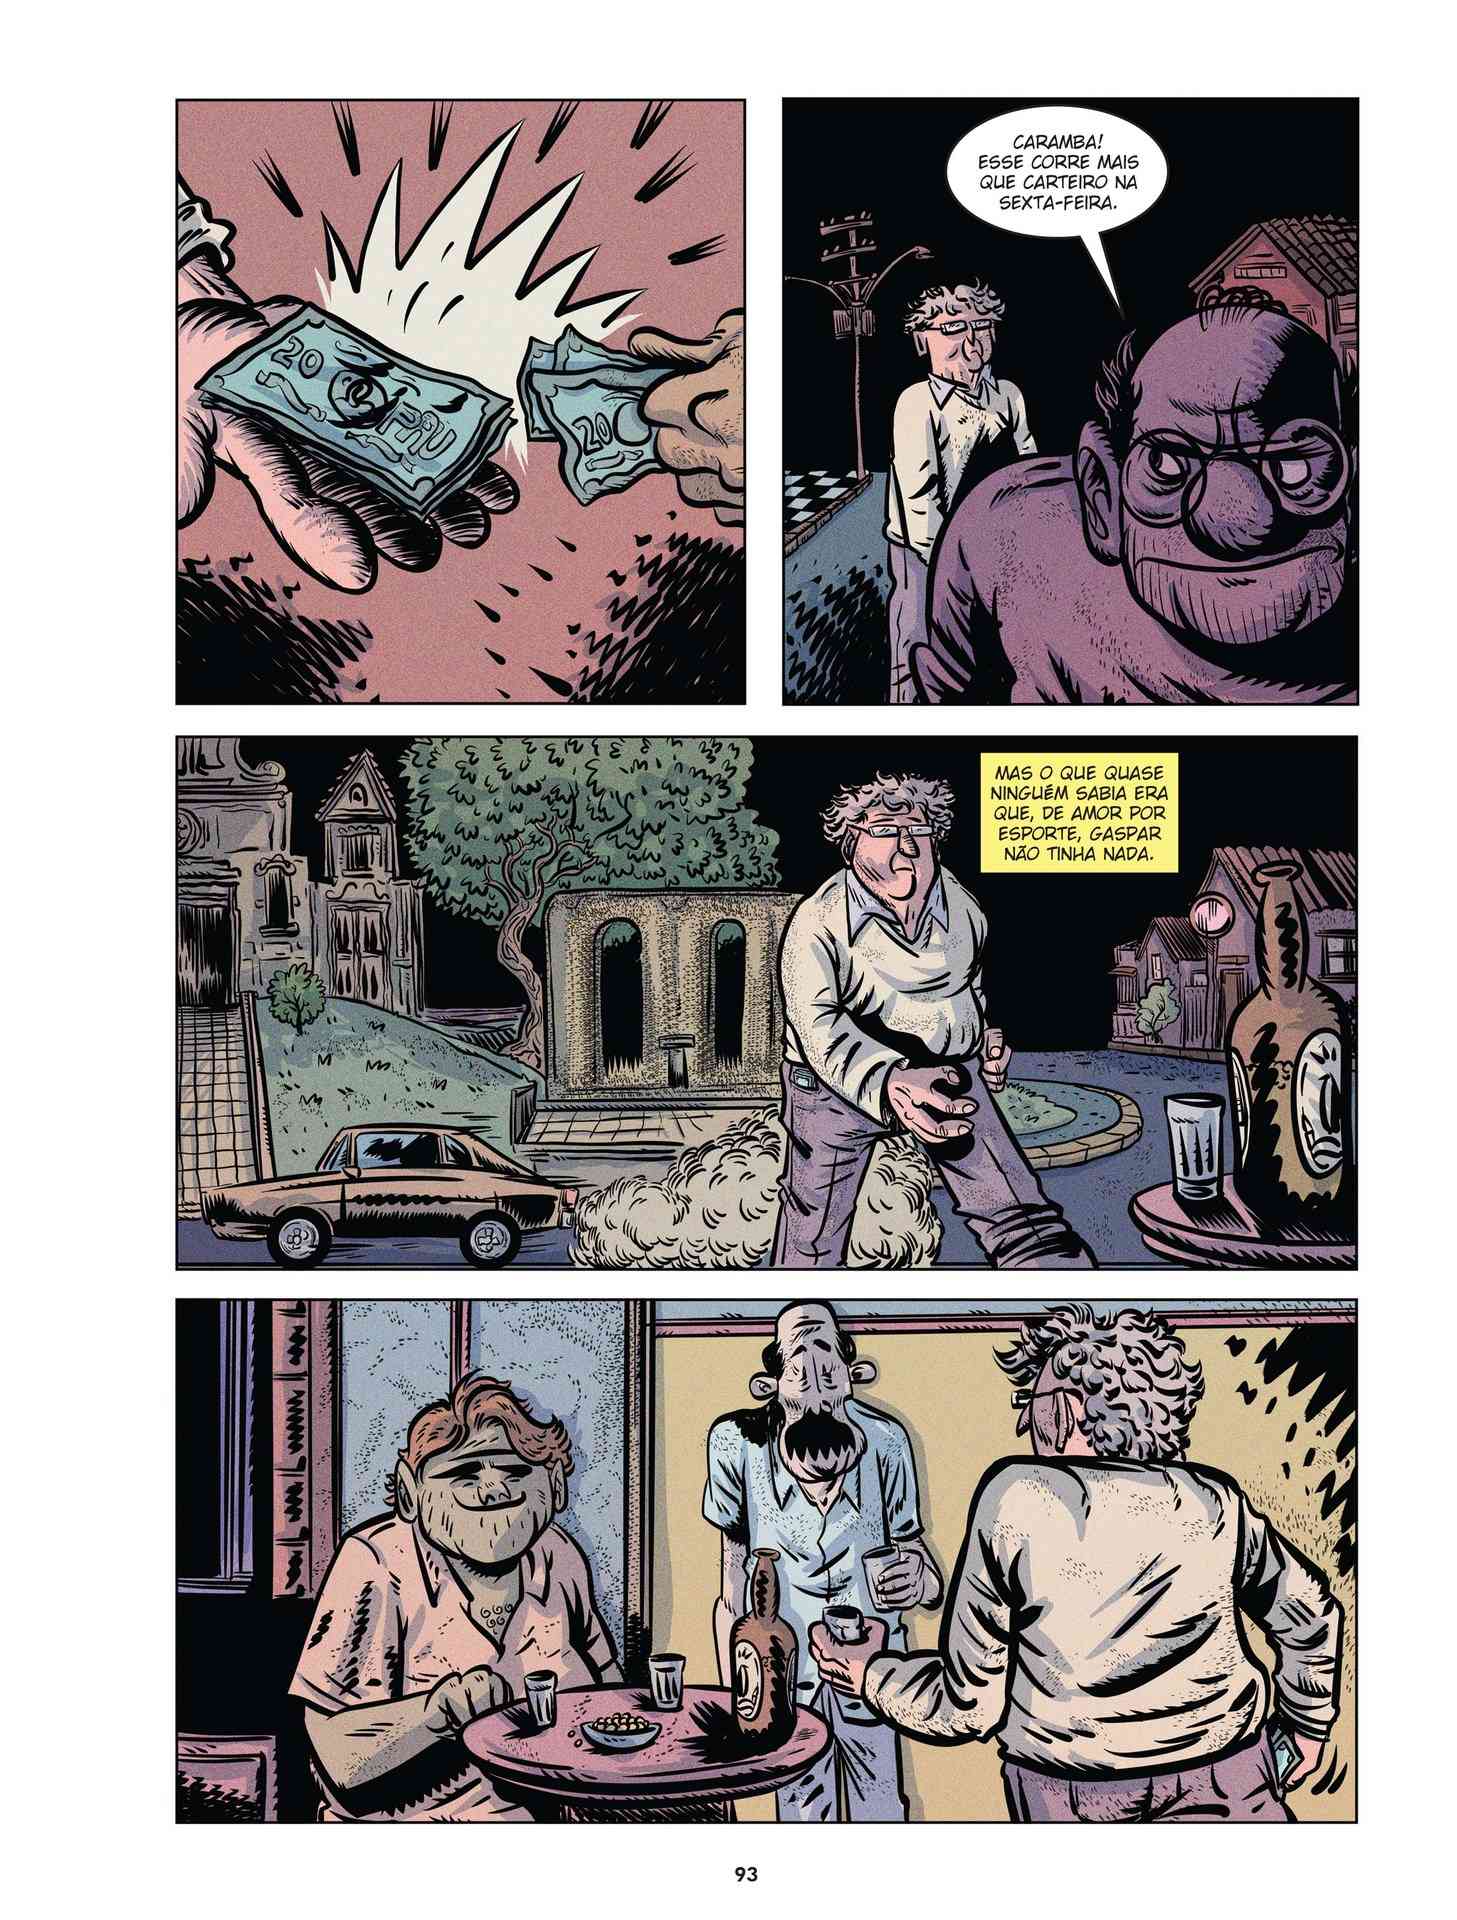 20
20
CARAMBA!
ESSE CORRE MAIS
QUE CARTEIRO NA
SEXTA-FEIRA.
MAS O QUE QUASE
NINGUÉM SABIA ERA
QUE, DE AMOR POR
ESPORTE, GASPAR
NÃO TINHA NADA.
93